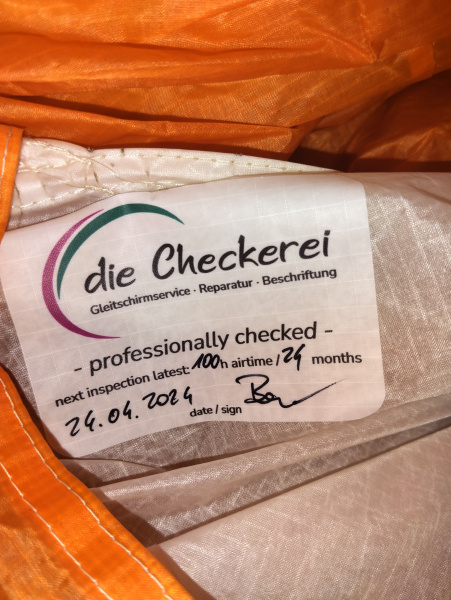 die Checkerei
Gleitschirmservice · Reparatur · Beschriftung
- professionally checked -
next inspection latest: 100h airtime / 24 months
24.04.2024 date / sign